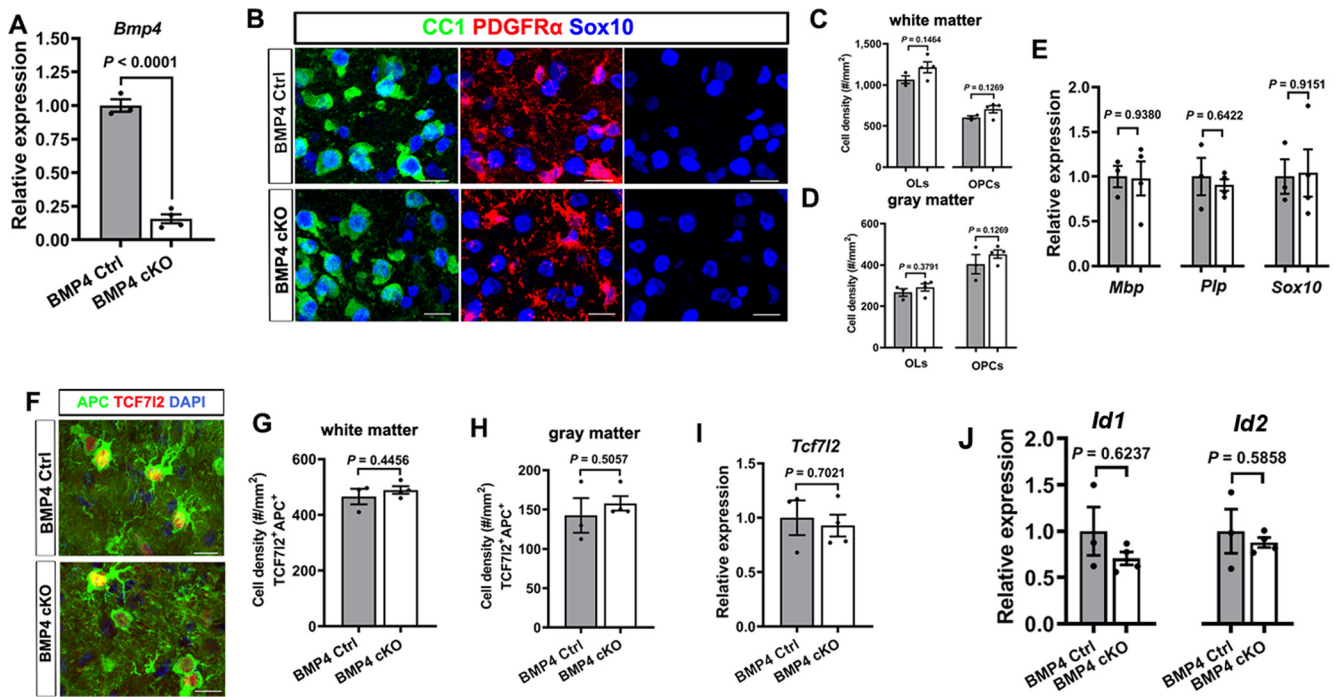 A
Bmp4
Relative expression
1.50
1.25
1.00
0.75
0.50
0.25
0.00
P < 0.0001
BMP4 Ctrl
BMP4 cKO
B
CC1 PDGFRα Sox10
BMP4 Ctrl
BMP4 cKO
C
white matter
Cell density (#/mm²)
1,500
1,000
500
0
P = 0.1464
P = 0.1269
OLs
OPCs
D
gray matter
Cell density (#/mm²)
600
400
200
0
P = 0.3791
P = 0.1269
OLs
OPCs
E
Relative expression
2.0
1.5
1.0
0.5
0.0
P = 0.9380
P = 0.6422
P = 0.9151
Mbp
Plp
Sox10
F
APC TCF7l2 DAPI
BMP4 Ctrl
BMP4 cKO
G
white matter
Cell density (#/mm²)
TCF7l2⁺APC⁺
600
400
200
0
P = 0.4456
BMP4 Ctrl
BMP4 cKO
H
gray matter
Cell density (#/mm²)
TCF7l2⁺APC⁺
200
150
100
50
0
P = 0.5057
BMP4 Ctrl
BMP4 cKO
I
Tcf7l2
Relative expression
1.5
1.0
0.5
0.0
P = 0.7021
BMP4 Ctrl
BMP4 cKO
J
Id1
Id2
Relative expression
2.0
1.5
1.0
0.5
0.0
P = 0.6237
P = 0.5858
BMP4 Ctrl
BMP4 cKO
BMP4 Ctrl
BMP4 cKO